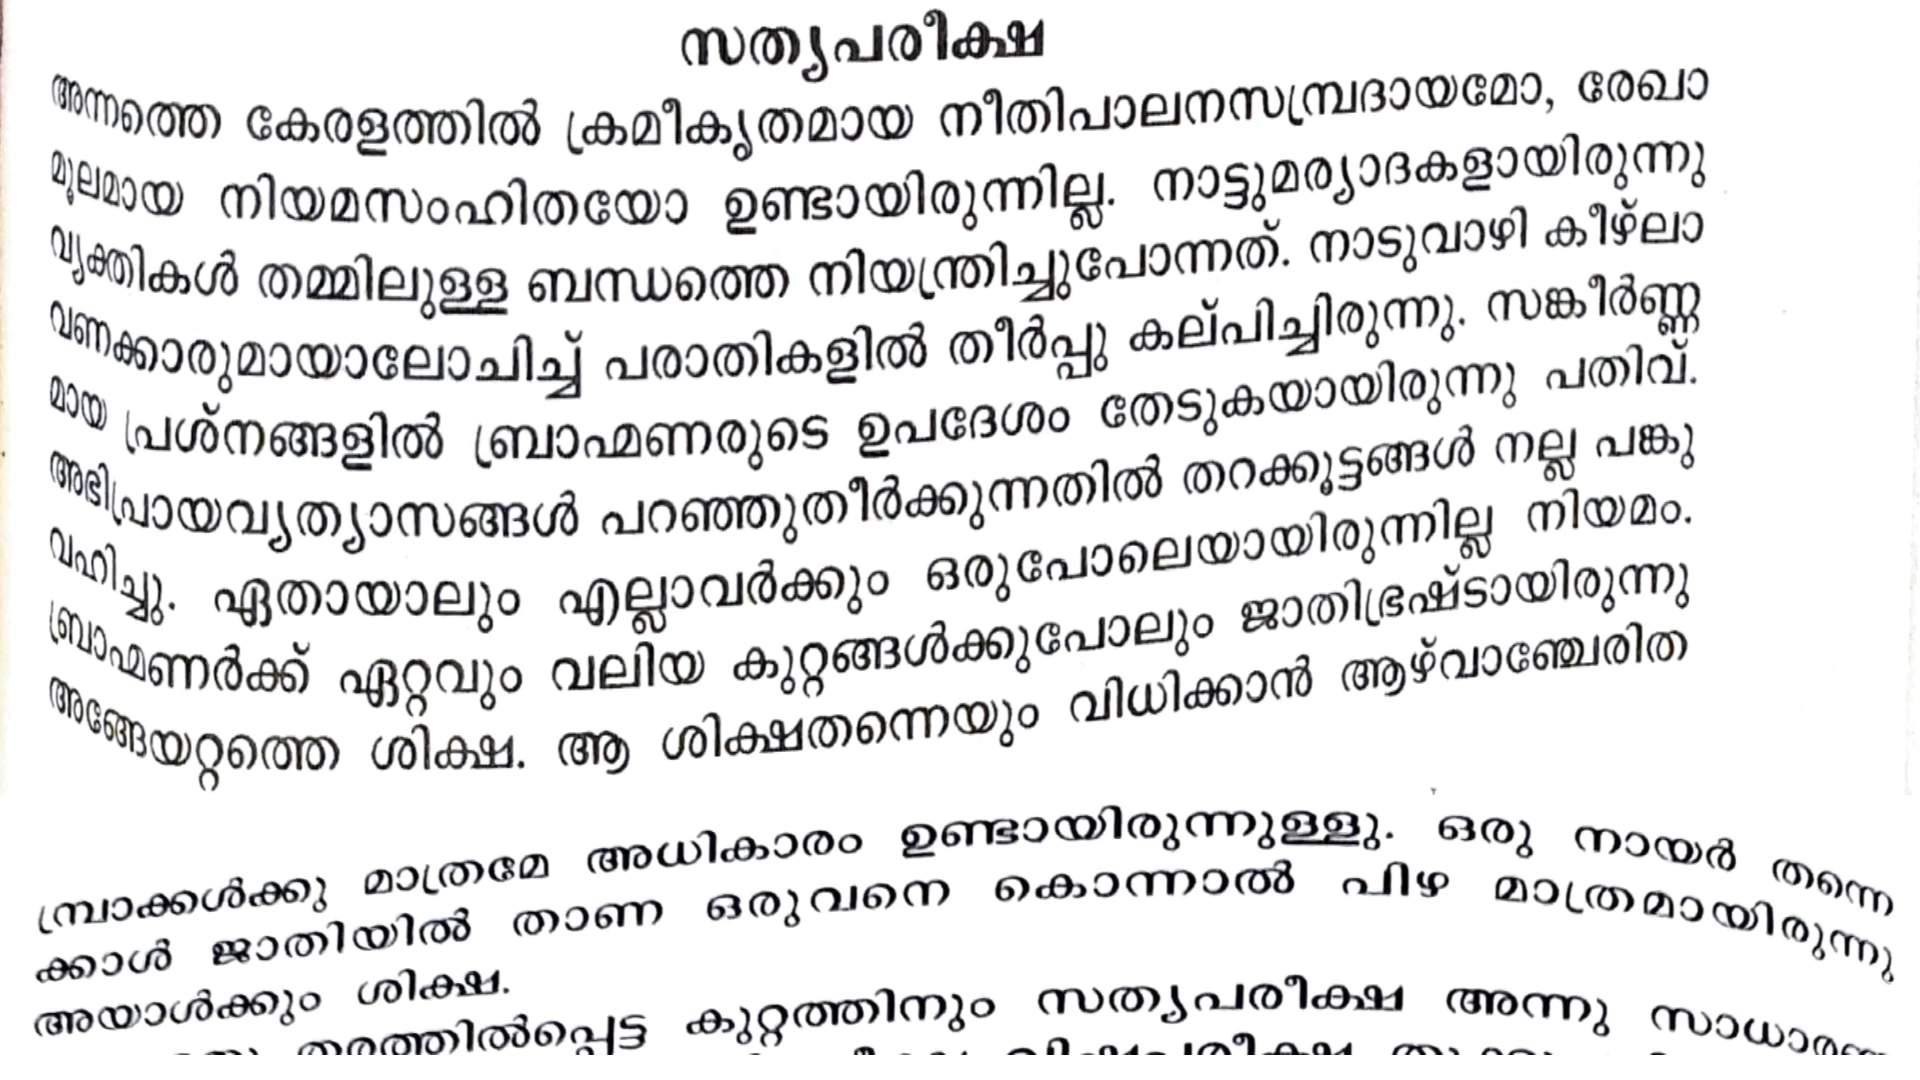 സത്യപരീക്ഷ
അന്നത്തെ കേരളത്തിൽ ക്രമീകൃതമായ നീതിപാലനസമ്പ്രദായമോ, രേഖാ
മൂലമായ നിയമസംഹിതയോ ഉണ്ടായിരുന്നില്ല. നാട്ടുമര്യാദകളായിരുന്നു
വ്യക്തികൾ തമ്മിലുള്ള ബന്ധത്തെ നിയന്ത്രിച്ചുപോന്നത്. നാടുവാഴി കീഴ്ലാ
വണക്കാരുമായാലോചിച്ച് പരാതികളിൽ തീർപ്പു കല്പിച്ചിരുന്നു. സങ്കീർണ്ണ
മായ പ്രശ്നങ്ങളിൽ ബ്രാഹ്മണരുടെ ഉപദേശം തേടുകയായിരുന്നു പതിവ്.
അഭിപ്രായവ്യത്യാസങ്ങൾ പറഞ്ഞുതീർക്കുന്നതിൽ തറക്കൂട്ടങ്ങൾ നല്ല പങ്കു
വഹിച്ചു. ഏതായാലും എല്ലാവർക്കും ഒരുപോലെയായിരുന്നില്ല നിയമം.
ബ്രാഹ്മണർക്ക് ഏറ്റവും വലിയ കുറ്റങ്ങൾക്കുപോലും ജാതിഭ്രഷ്ടായിരുന്നു
അങ്ങേയറ്റത്തെ ശിക്ഷ. ആ ശിക്ഷതന്നെയും വിധിക്കാൻ ആഴ്വാഞ്ചേരിത
മ്പ്രാക്കൾക്കു മാത്രമേ അധികാരം ഉണ്ടായിരുന്നുള്ളു. ഒരു നായർ തന്നെ
ക്കാൾ ജാതിയിൽ താണ ഒരുവനെ കൊന്നാൽ പിഴ മാത്രമായിരുന്നു
അയാൾക്കും ശിക്ഷ.
തരത്തിൽപ്പെട്ട കുറ്റത്തിനും സത്യപരീക്ഷ അന്നു